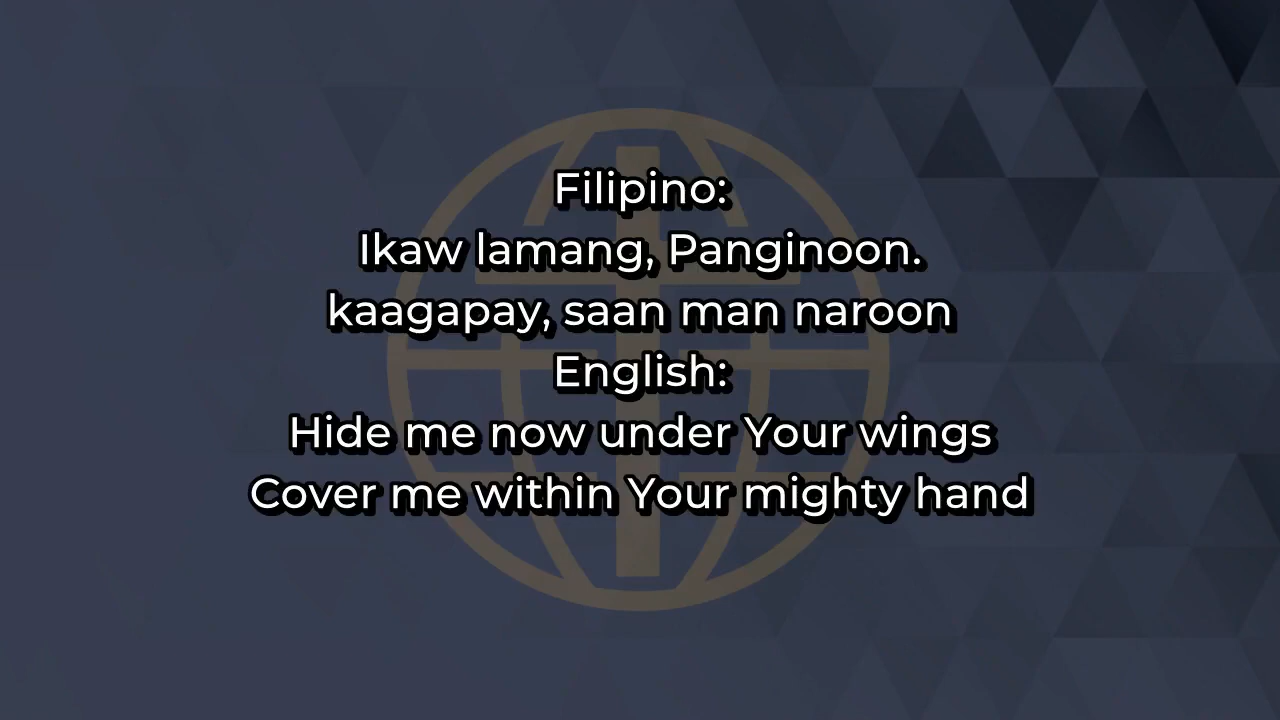 Filipino:
Ikaw lamang, Panginoon.
kaagapay, saan man naroon
English:
Hide me now under Your wings
Cover me within Your mighty hand